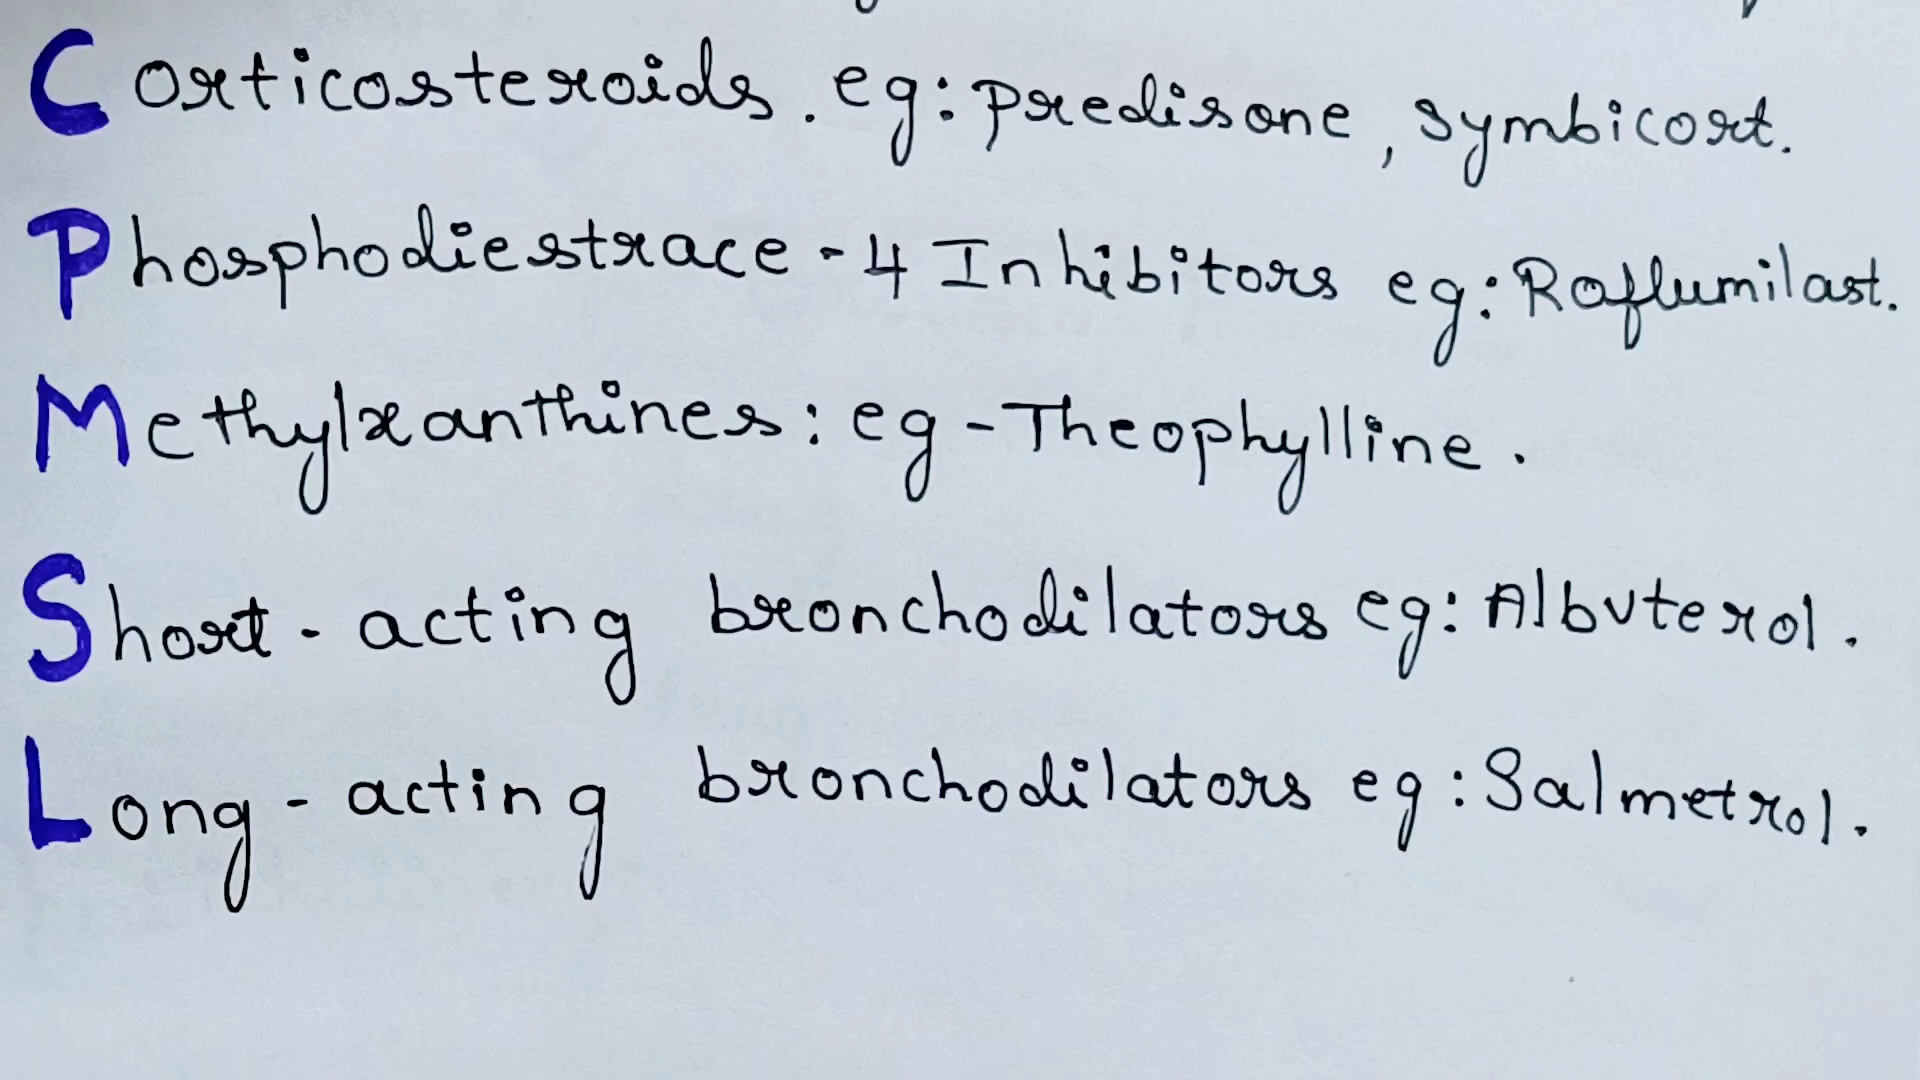 Corticosteroids. eg: predisone, symbicort.
Phosphodiestrace - 4 Inhibitors eg: Roflumilast.
Methylxanthines: eg - Theophylline.
Short - acting bronchodilators eg: Albuterol.
Long - acting bronchodilators eg: Salmetrol.